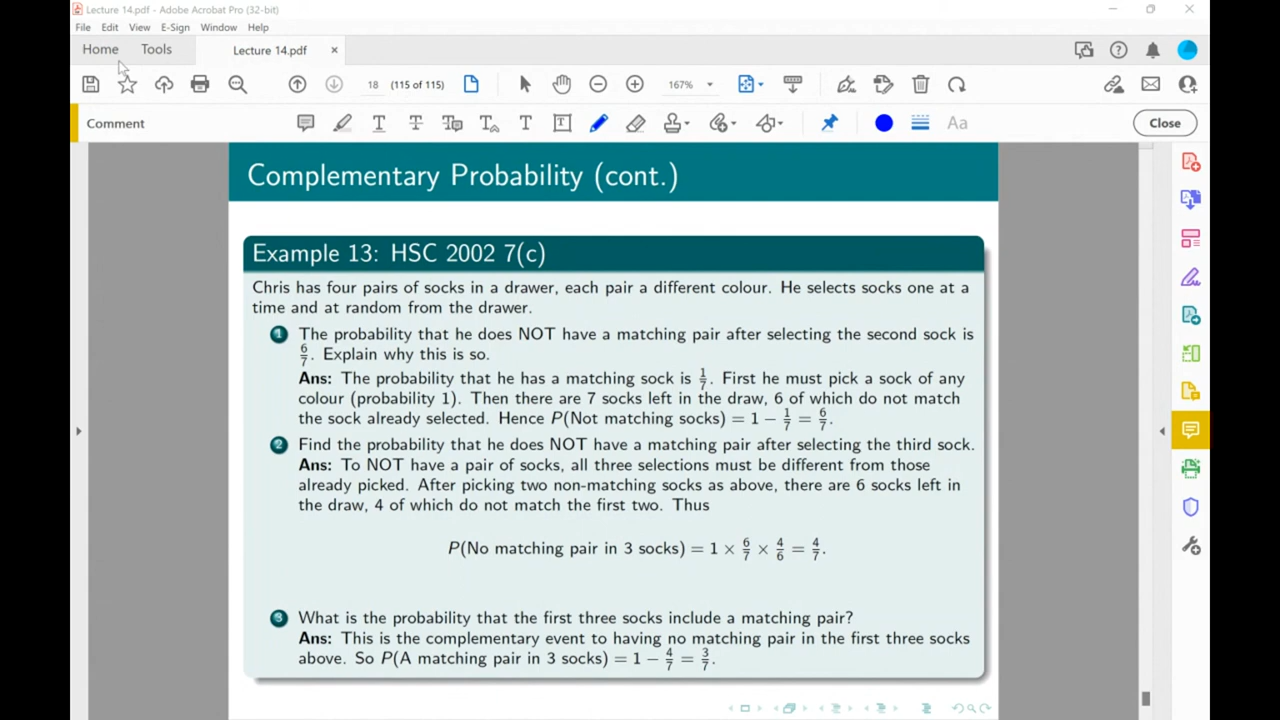 Lecture 14.pdf - Adobe Acrobat Pro (32-bit)
File Edit View E-Sign Window Help
Home Tools Lecture 14.pdf ×
18 (115 of 115) 167%
Comment Aa Close
Complementary Probability (cont.)
Example 13: HSC 2002 7(c)
Chris has four pairs of socks in a drawer, each pair a different colour. He selects socks one at a
time and at random from the drawer.
1 The probability that he does NOT have a matching pair after selecting the second sock is
6/7. Explain why this is so.
Ans: The probability that he has a matching sock is 1/7. First he must pick a sock of any
colour (probability 1). Then there are 7 socks left in the draw, 6 of which do not match
the sock already selected. Hence P(Not matching socks) = 1 − 1/7 = 6/7.
2 Find the probability that he does NOT have a matching pair after selecting the third sock.
Ans: To NOT have a pair of socks, all three selections must be different from those
already picked. After picking two non-matching socks as above, there are 6 socks left in
the draw, 4 of which do not match the first two. Thus
P(No matching pair in 3 socks) = 1 × 6/7 × 4/6 = 4/7.
3 What is the probability that the first three socks include a matching pair?
Ans: This is the complementary event to having no matching pair in the first three socks
above. So P(A matching pair in 3 socks) = 1 − 4/7 = 3/7.